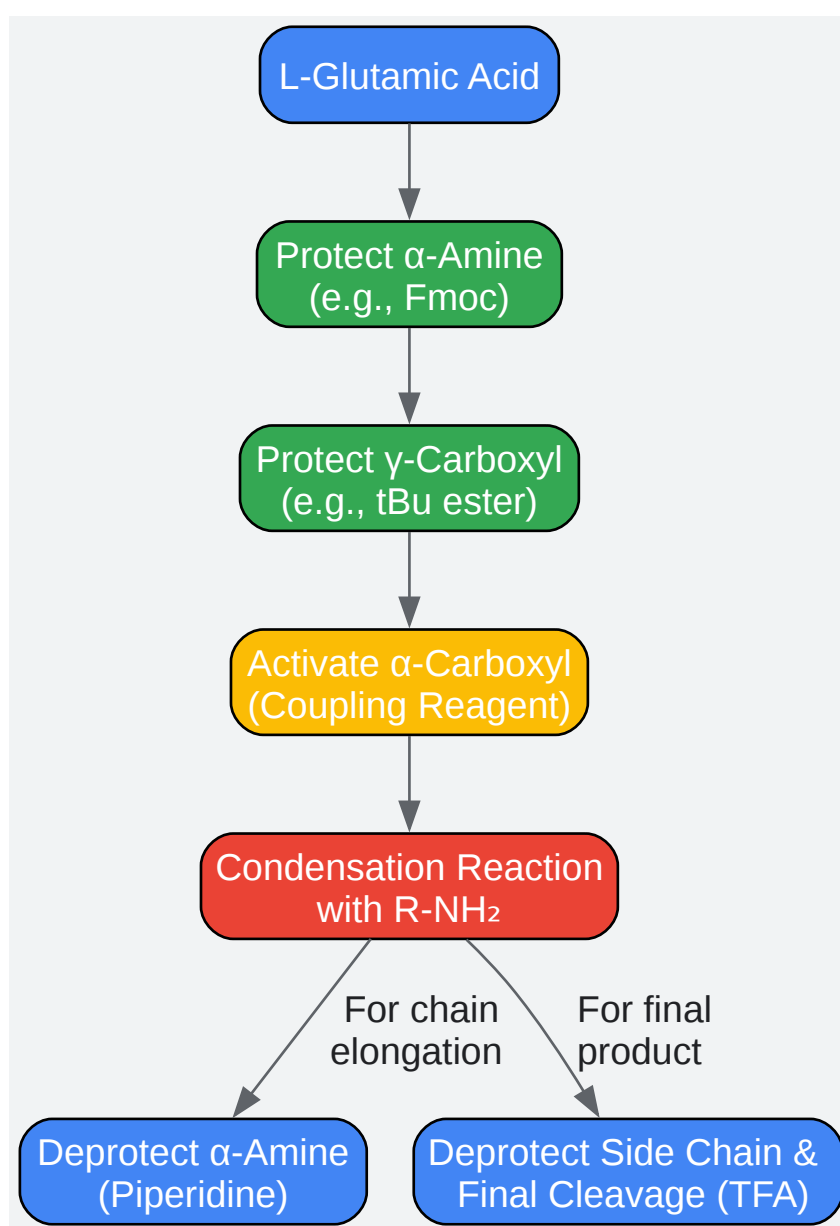 L-Glutamic Acid
Protect α-Amine
(e.g., Fmoc)
Protect γ-Carboxyl
(e.g., tBu ester)
Activate α-Carboxyl
(Coupling Reagent)
Condensation Reaction
with R-NH₂
For chain
elongation
For final
product
Deprotect α-Amine
(Piperidine)
Deprotect Side Chain &
Final Cleavage (TFA)